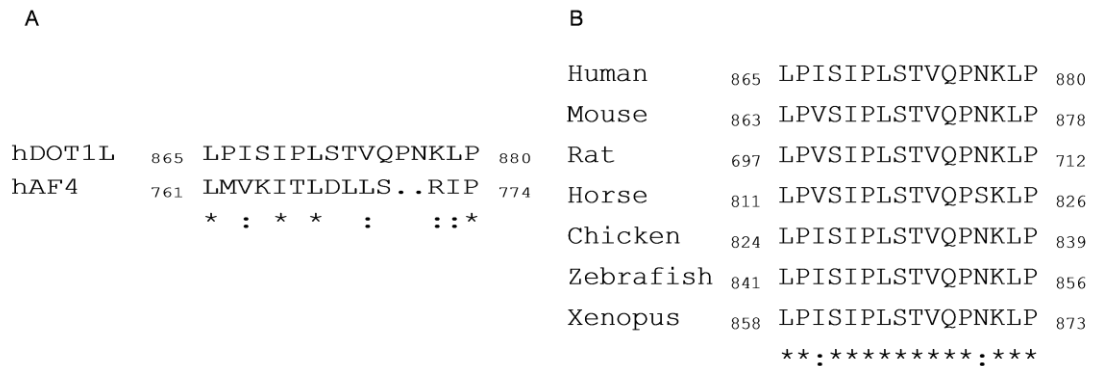 A
hDOT1L 865 LPISIPLSTVQPNKLP 880
hAF4 761 LMVKITLDLLS..RIP 774
* : * * : ::*
B
Human 865 LPISIPLSTVQPNKLP 880
Mouse 863 LPVSIPLSTVQPNKLP 878
Rat 697 LPVSIPLSTVQPNKLP 712
Horse 811 LPVSIPLSTVQPSKLP 826
Chicken 824 LPISIPLSTVQPNKLP 839
Zebrafish 841 LPISIPLSTVQPNKLP 856
Xenopus 858 LPISIPLSTVQPNKLP 873
**:*********:***